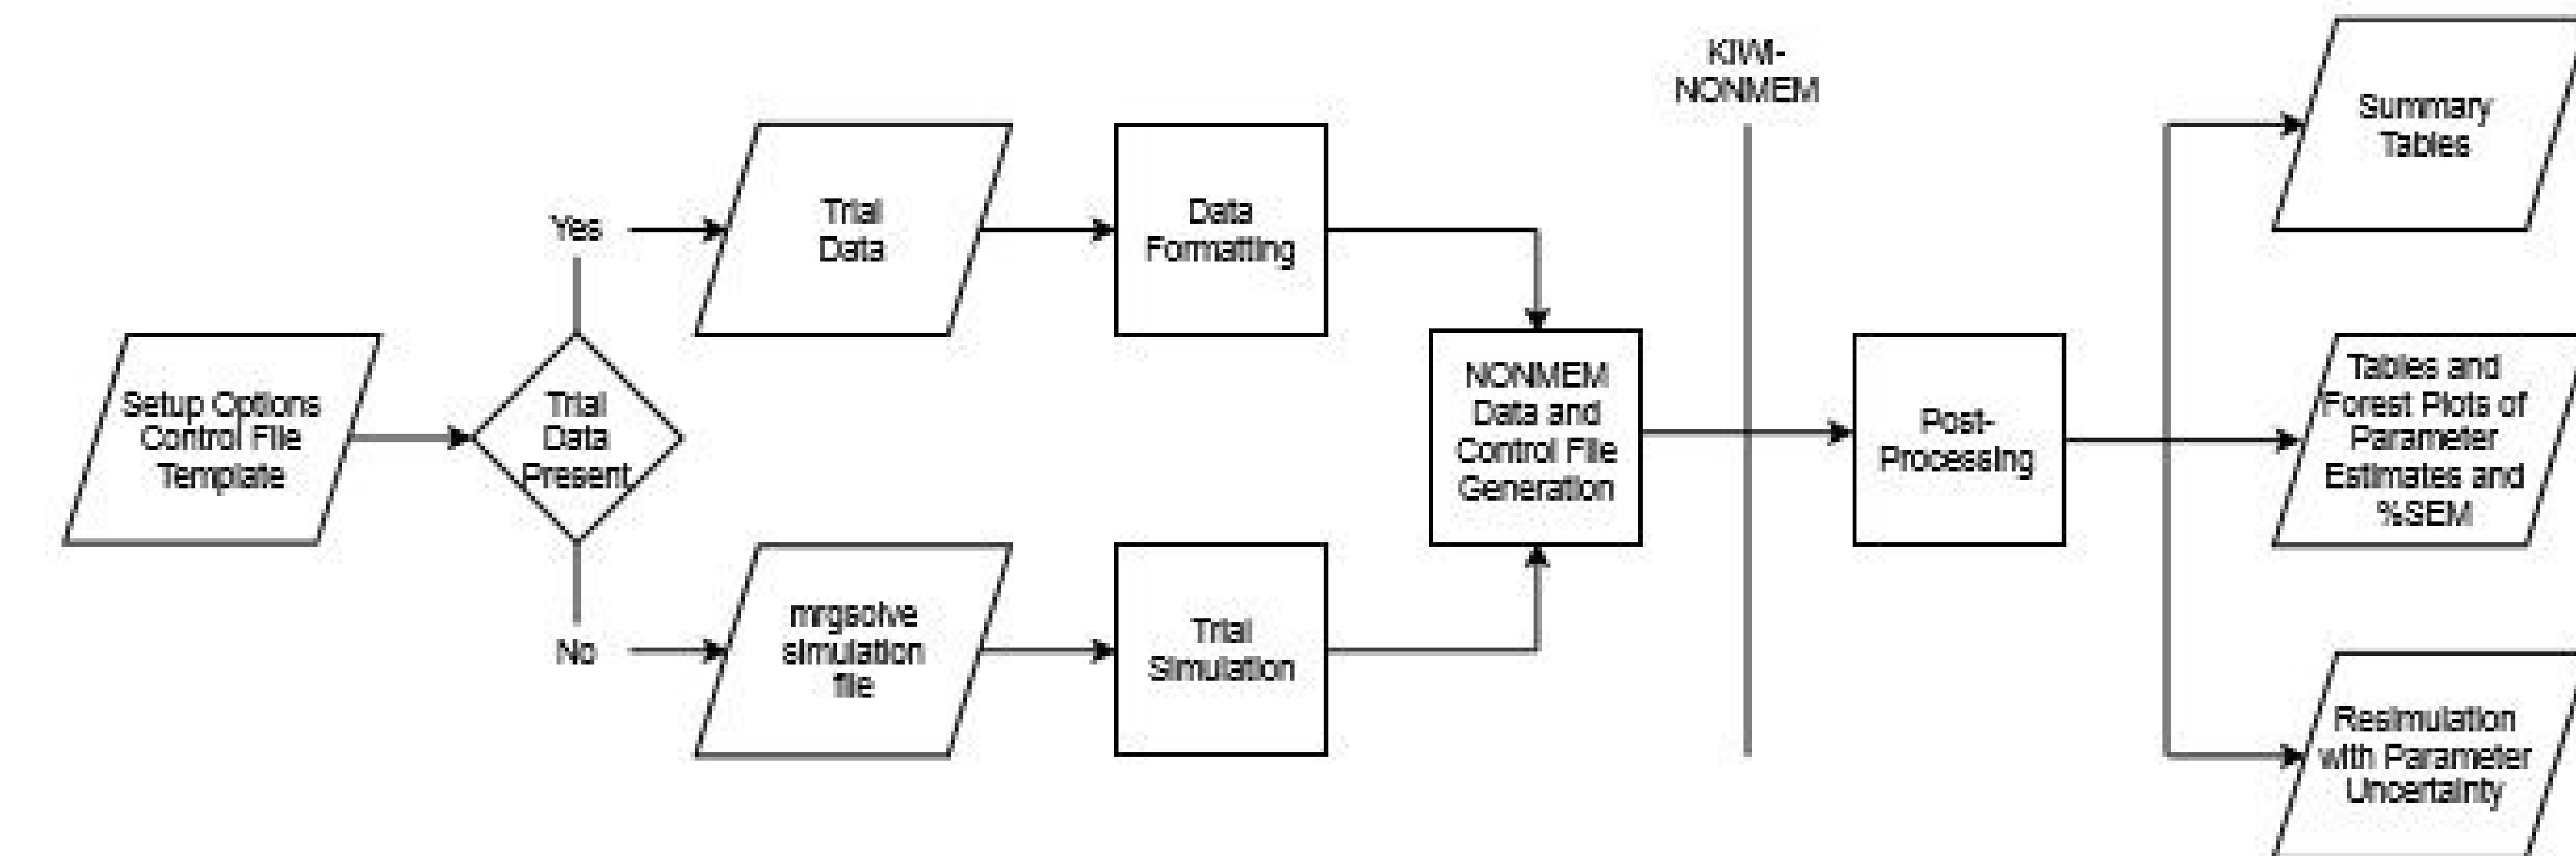 Setup Options
Control File
Template
Trial
Data
Present
Yes
No
Trial
Data
Data
Formatting
mrgsolve
simulation
file
Trial
Simulation
NONMEM
Data and
Control File
Generation
KIWI-
NONMEM
Post-
Processing
Summary
Tables
Tables and
Forest Plots of
Parameter
Estimates and
%SEM
Resimulation
with Parameter
Uncertainty